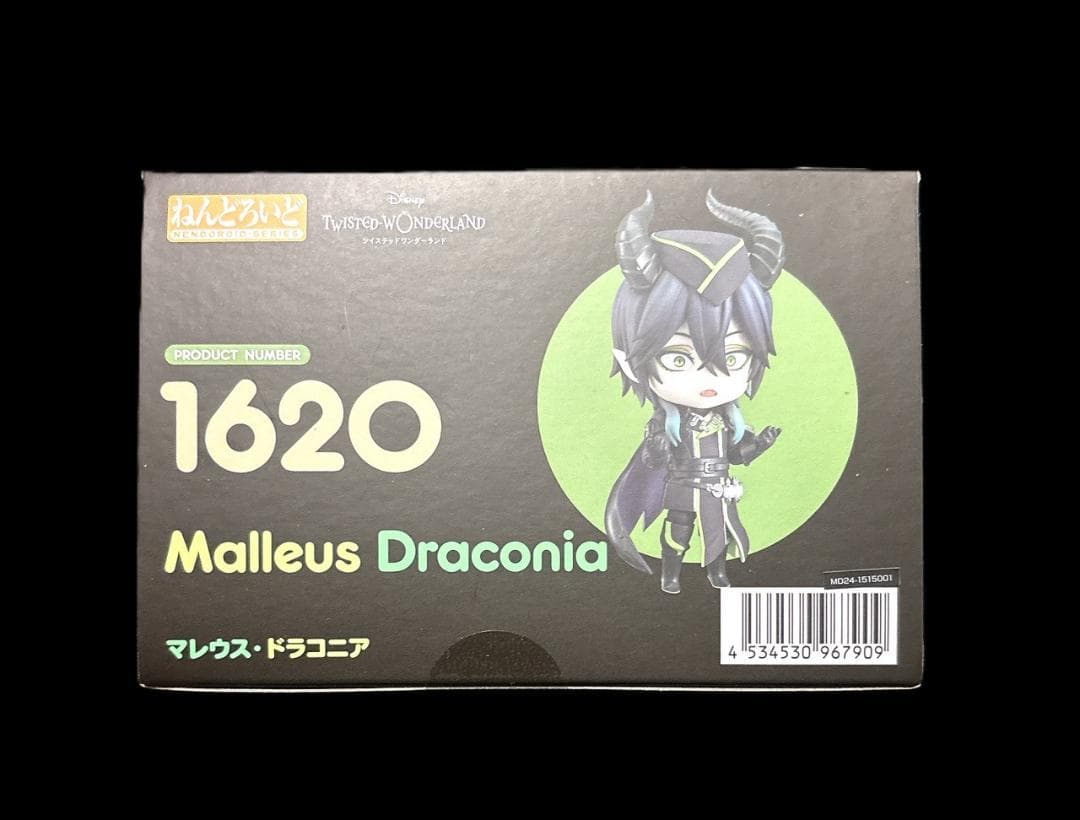 ねんどろいど
NENDOROID SERIES
Disney
TWISTED-WONDERLAND
ツイステッドワンダーランド
PRODUCT NUMBER
1620
Malleus Draconia
マレウス・ドラコニア
MD24-1515001
4 534530 967909